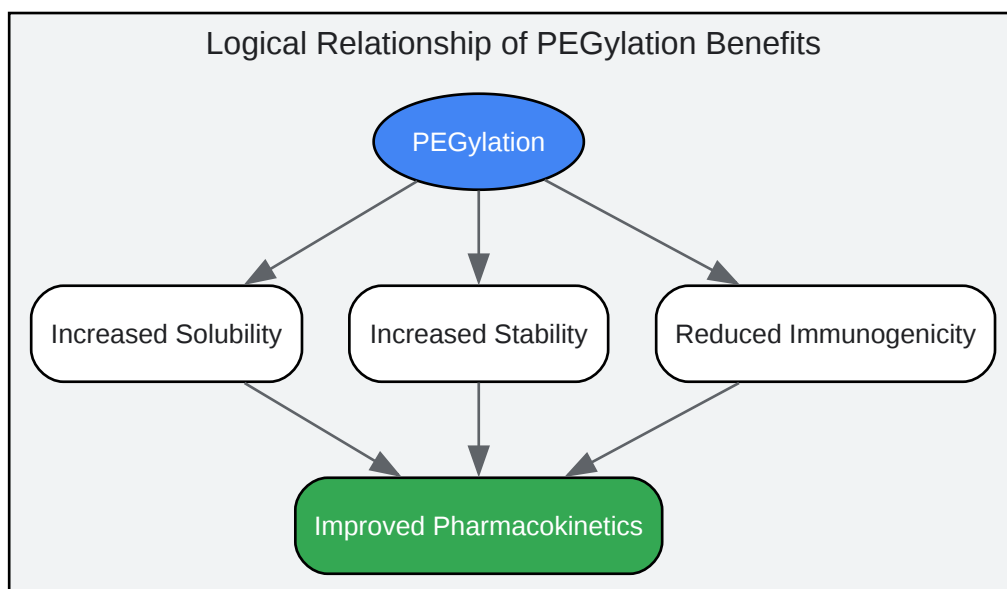 Logical Relationship of PEGylation Benefits
PEGylation
Increased Solubility
Increased Stability
Reduced Immunogenicity
Improved Pharmacokinetics